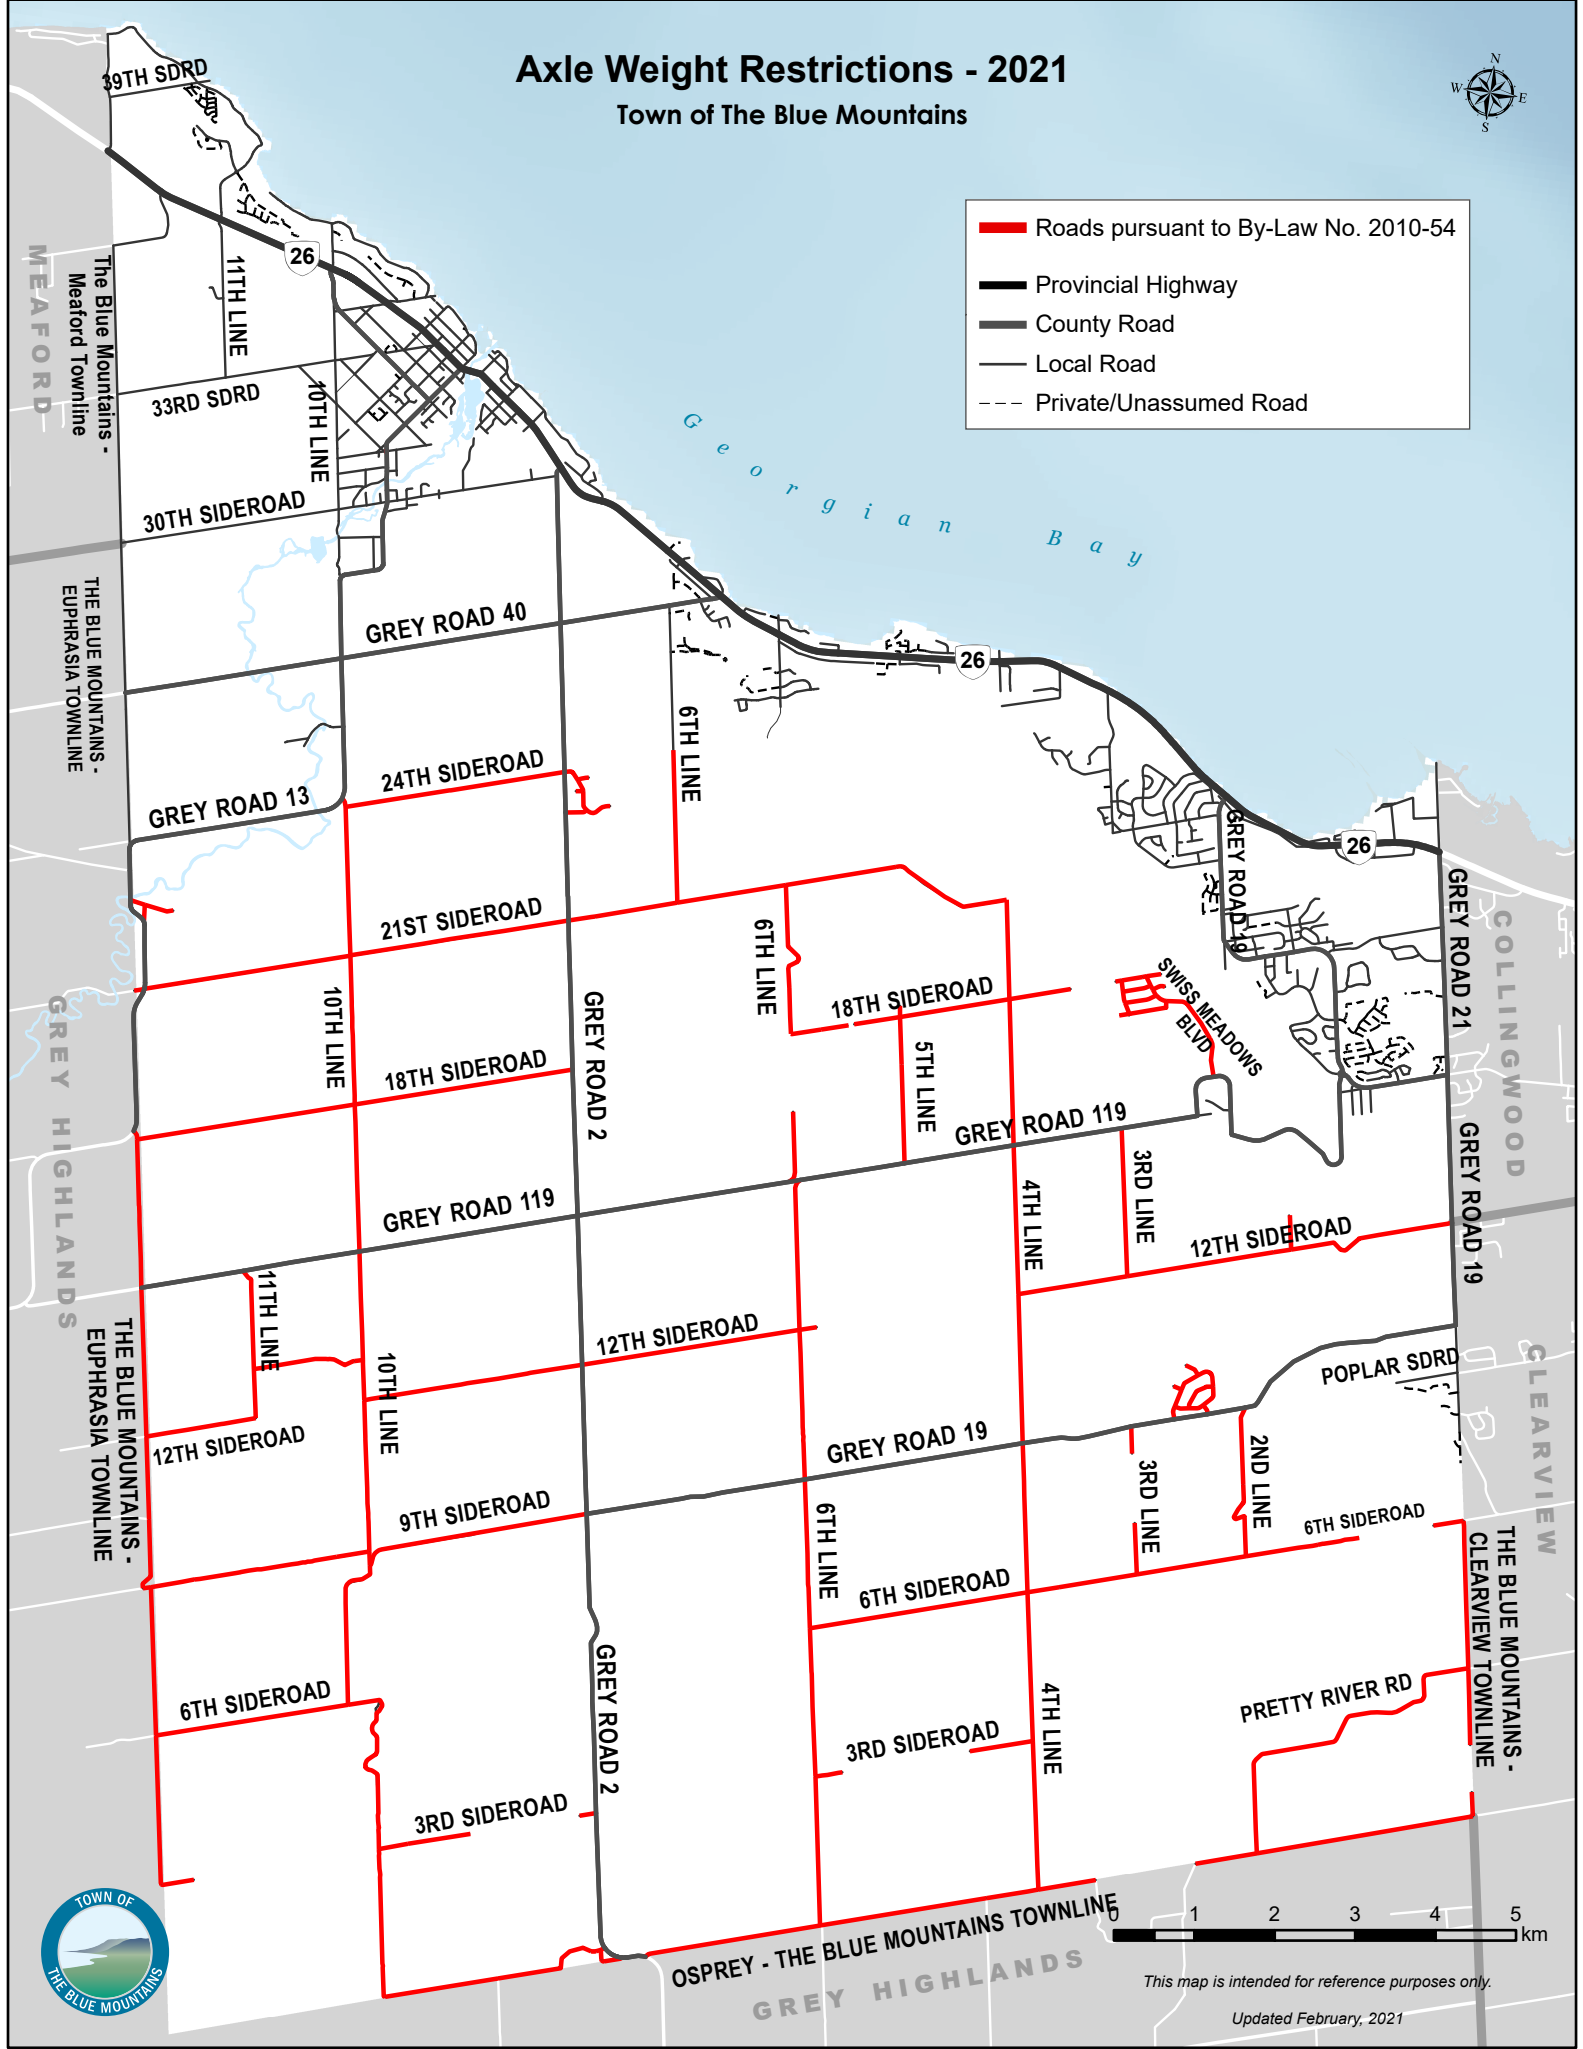 Axle Weight Restrictions - 2021
Town of The Blue Mountains
N
W
E
S
Roads pursuant to By-Law No. 2010-54
Provincial Highway
County Road
Local Road
Private/Unassumed Road
39TH SDRD
26
MEAFORD
The Blue Mountains -
Meaford Townline
11TH LINE
33RD SDRD
10TH LINE
30TH SIDEROAD
Georgian Bay
THE BLUE MOUNTAINS -
EUPHRASIA TOWNLINE
GREY ROAD 40
26
6TH LINE
24TH SIDEROAD
GREY ROAD 13
GREY ROAD 19
26
21ST SIDEROAD
6TH LINE
GREY ROAD 21
COLLINGWOOD
GREY HIGHLANDS
10TH LINE
GREY ROAD 2
18TH SIDEROAD
SWISS MEADOWS
BLVD
5TH LINE
18TH SIDEROAD
GREY ROAD 119
3RD LINE
GREY ROAD 19
4TH LINE
GREY ROAD 119
12TH SIDEROAD
11TH LINE
12TH SIDEROAD
10TH LINE
THE BLUE MOUNTAINS -
EUPHRASIA TOWNLINE
12TH SIDEROAD
POPLAR SDRD
CLEARVIEW
GREY ROAD 19
3RD LINE
2ND LINE
9TH SIDEROAD
6TH LINE
6TH SIDEROAD
THE BLUE MOUNTAINS -
CLEARVIEW TOWNLINE
6TH SIDEROAD
6TH SIDEROAD
GREY ROAD 2
4TH LINE
PRETTY RIVER RD
3RD SIDEROAD
3RD SIDEROAD
TOWN OF
THE BLUE MOUNTAINS
OSPREY - THE BLUE MOUNTAINS TOWNLINE
GREY HIGHLANDS
0 1 2 3 4 5
km
This map is intended for reference purposes only.
Updated February, 2021